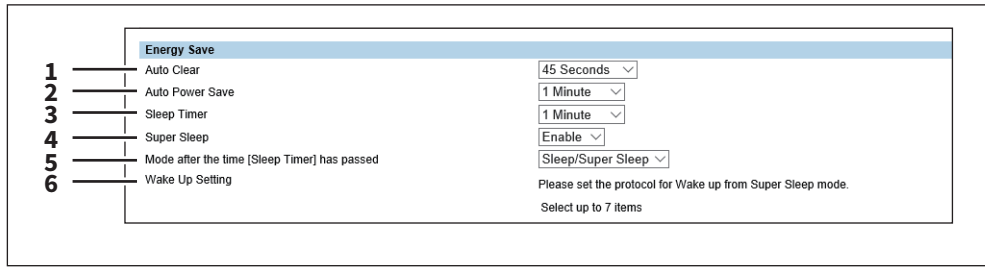 Energy Save
1 Auto Clear 45 Seconds
2 Auto Power Save 1 Minute
3 Sleep Timer 1 Minute
4 Super Sleep Enable
5 Mode after the time [Sleep Timer] has passed Sleep/Super Sleep
6 Wake Up Setting Please set the protocol for Wake up from Super Sleep mode.
Select up to 7 items